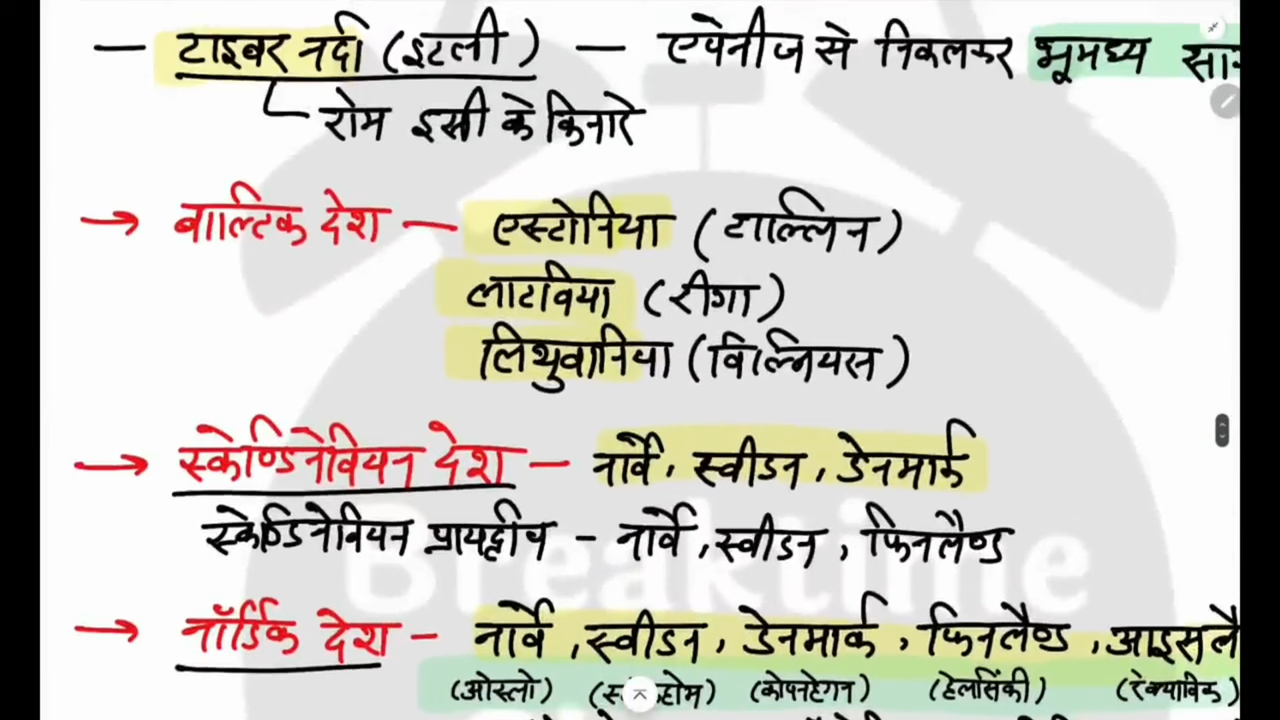 — टाइबर नदी (इटली) — एपेनीज से निकलकर भूमध्य
रोम इसी के किनारे
→ बाल्टिक देश — एस्टोनिया (टाल्लिन)
लाटविया (रीगा)
लिथुवानिया (विल्नियस)
→ स्केण्डिनेवियन देश — नार्वे, स्वीडन, डेनमार्क
स्केण्डिनेवियन प्रायद्वीप - नार्वे, स्वीडन, फिनलैण्ड
→ नॉर्डिक देश - नार्वे, स्वीडन, डेनमार्क, फिनलैण्ड,
(ओस्लो) (कोपनहेगन) (हेलसिंकी) (रेक्याविक)
Breaktime